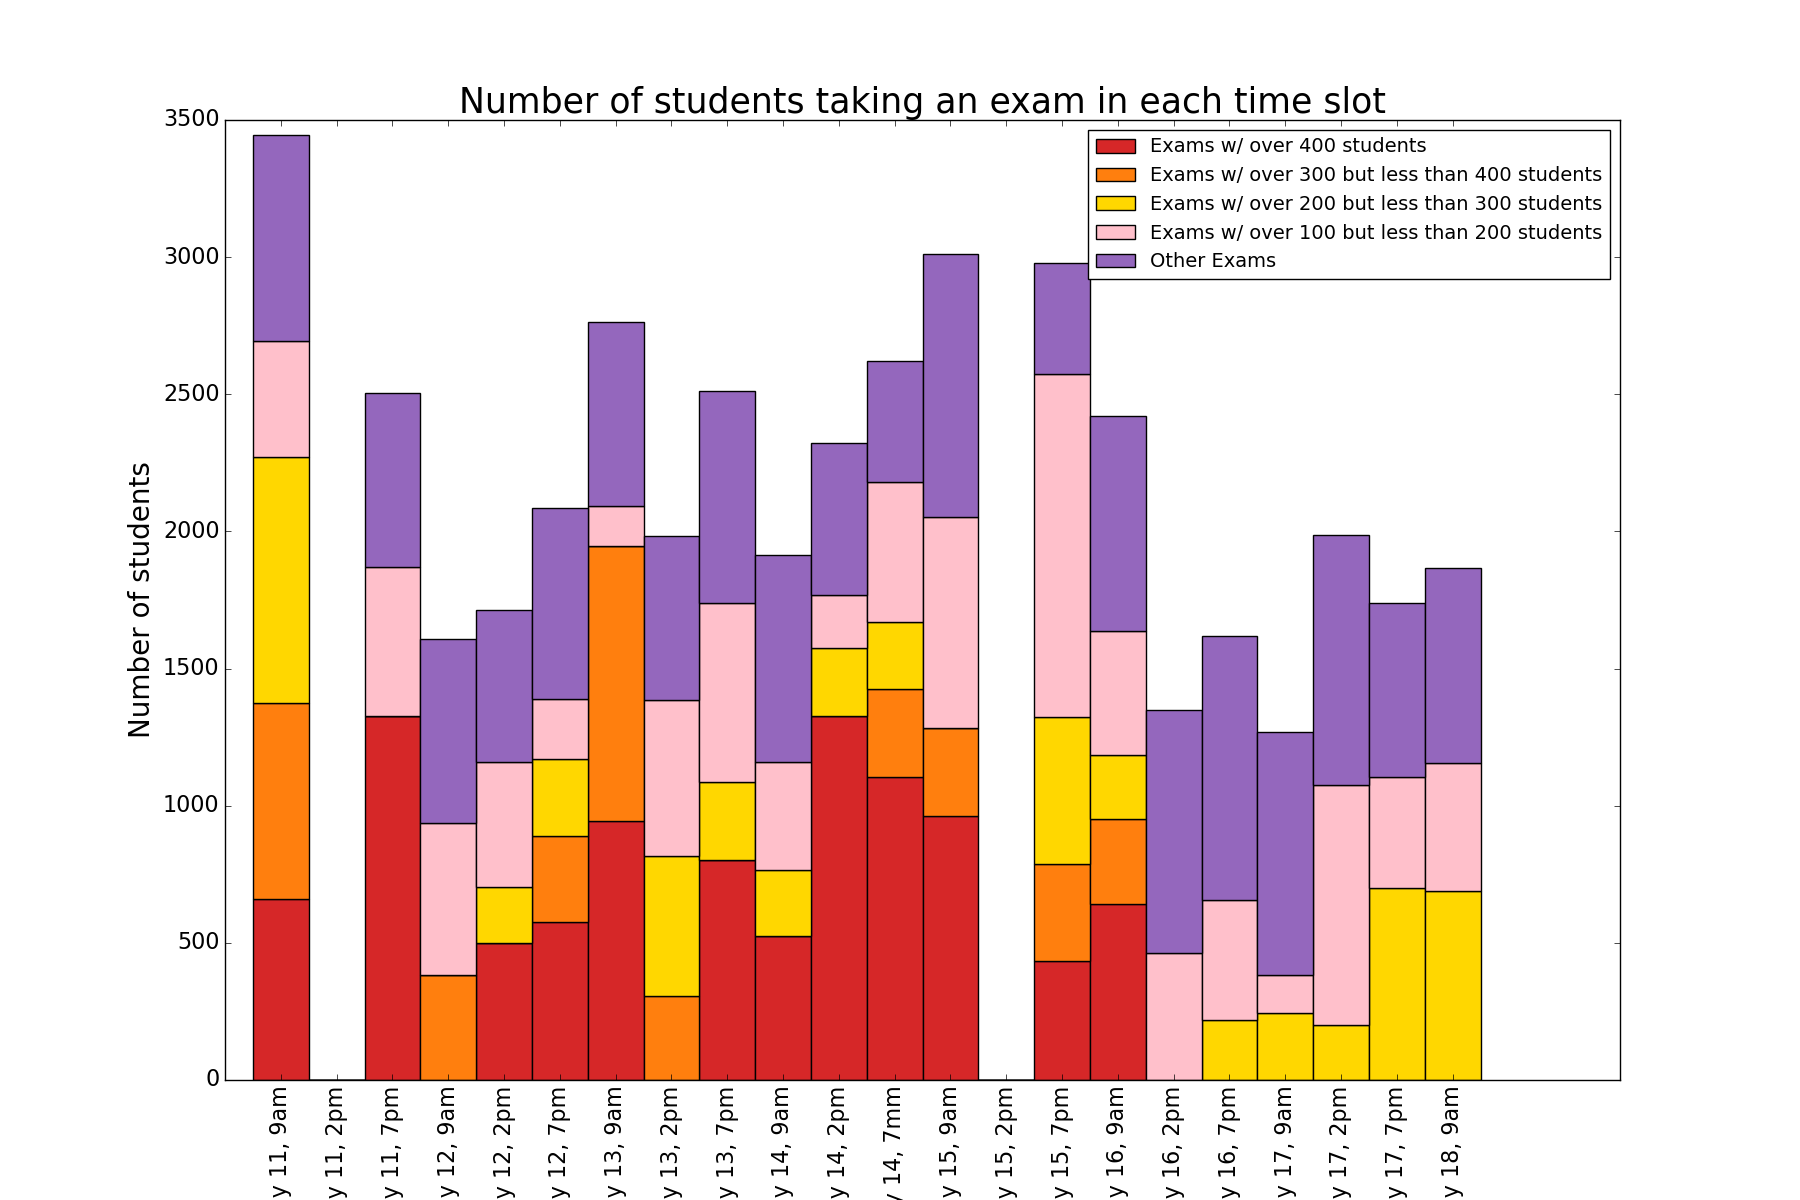 Number of students taking an exam in each time slot
Exams w/ over 400 students
Exams w/ over 300 but less than 400 students
Exams w/ over 200 but less than 300 students
Exams w/ over 100 but less than 200 students
Other Exams
Number of students
3500
3000
2500
2000
1500
1000
500
0
y 11, 9am
y 11, 2pm
y 11, 7pm
y 12, 9am
y 12, 2pm
y 12, 7pm
y 13, 9am
y 13, 2pm
y 13, 7pm
y 14, 9am
y 14, 2pm
y 14, 7mm
y 15, 9am
y 15, 2pm
y 15, 7pm
y 16, 9am
y 16, 2pm
y 16, 7pm
y 17, 9am
y 17, 2pm
y 17, 7pm
y 18, 9am